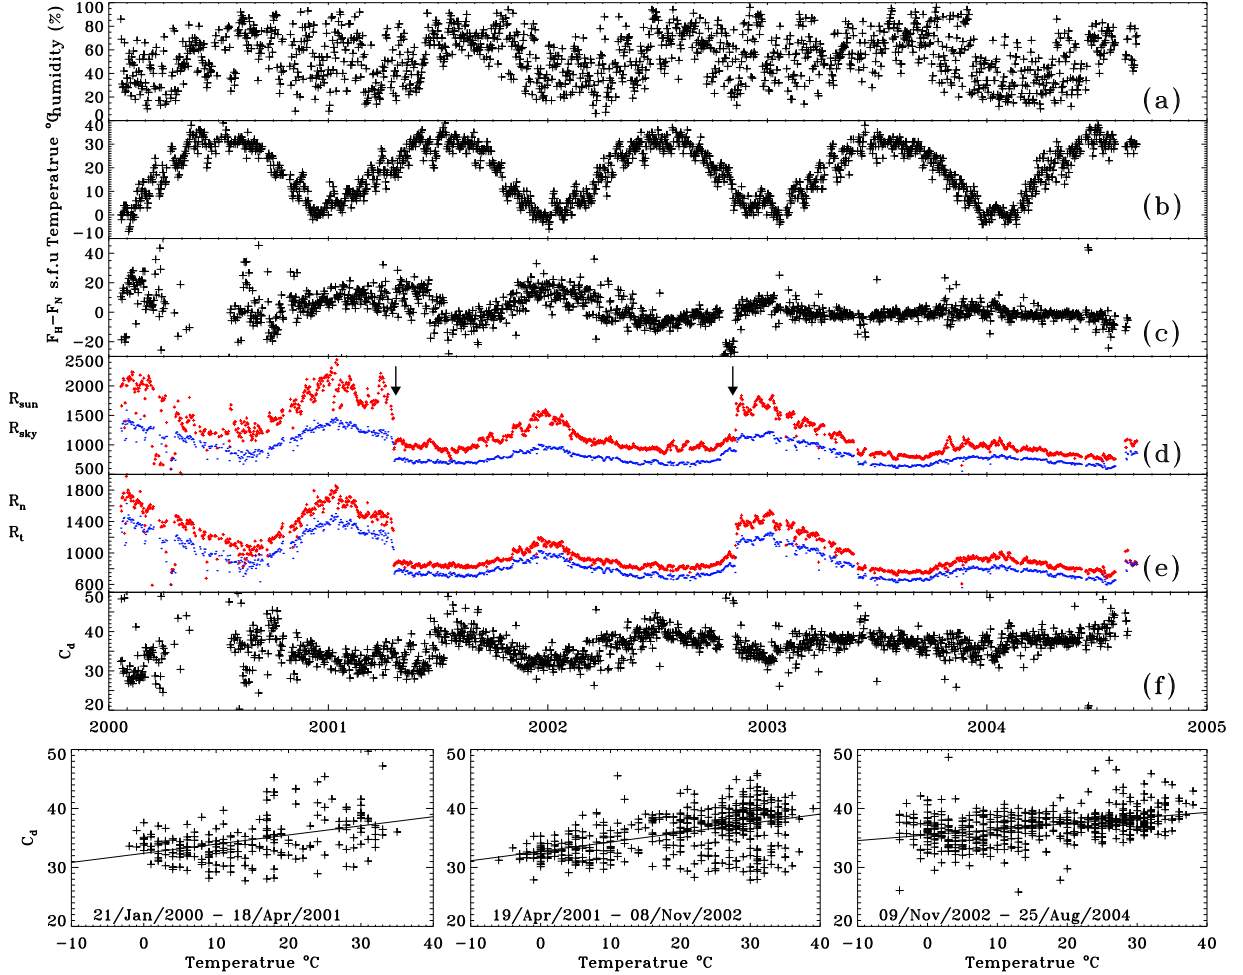 100
80
60
40
20
0
Qumidity (%)
(a)
40
30
20
10
0
-10
Temperatrue °C
(b)
40
20
0
-20
F_H-F_N s.f.u
(c)
2500
2000
1500
1000
500
R_sun
R_sky
(d)
1800
1400
1000
600
R_n
R_t
(e)
50
40
30
20
C_d
(f)
2000 2001 2002 2003 2004 2005
50
40
30
20
C_d
21/Jan/2000 - 18/Apr/2001
-10 0 10 20 30 40
Temperatrue °C
50
40
30
20
19/Apr/2001 - 08/Nov/2002
-10 0 10 20 30 40
Temperatrue °C
50
40
30
20
09/Nov/2002 - 25/Aug/2004
-10 0 10 20 30 40
Temperatrue °C